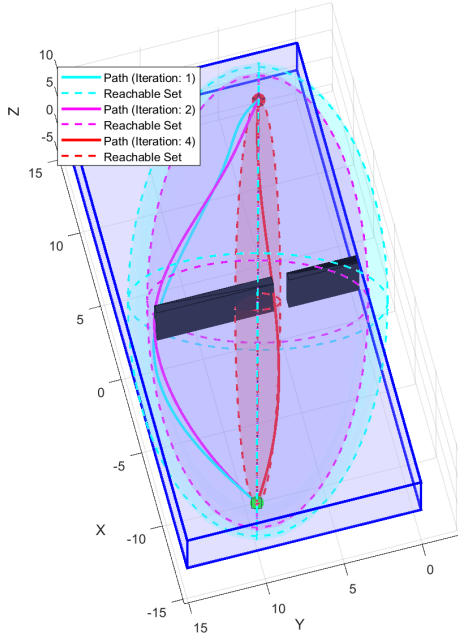 10
5
0
-5
Z
Path (Iteration: 1)
Reachable Set
Path (Iteration: 2)
Reachable Set
Path (Iteration: 4)
Reachable Set
15
10
5
0
-5
-10
-15
X
15
10
5
0
Y